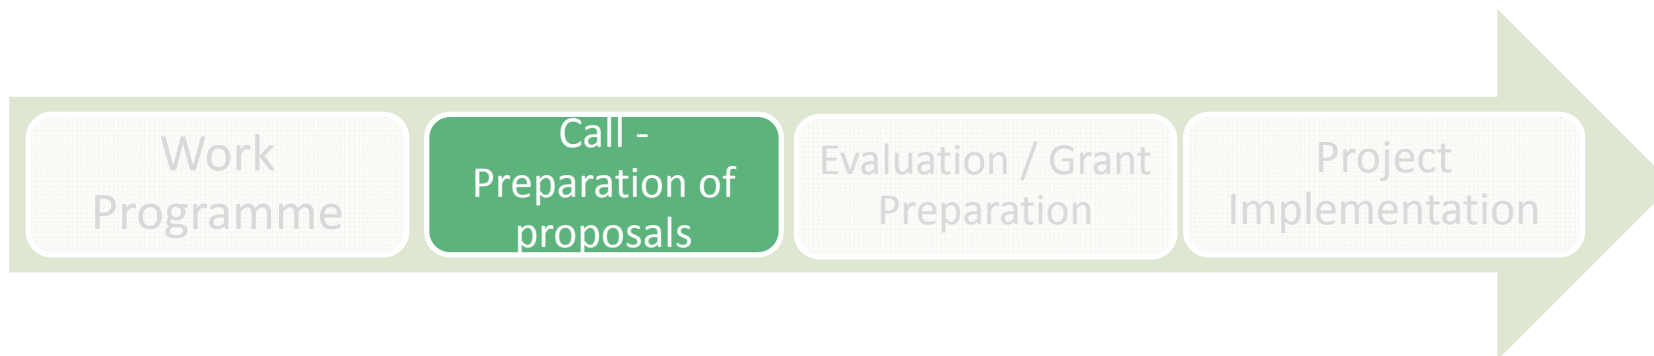 Work
Programme
Call -
Preparation of
proposals
Evaluation / Grant
Preparation
Project
Implementation